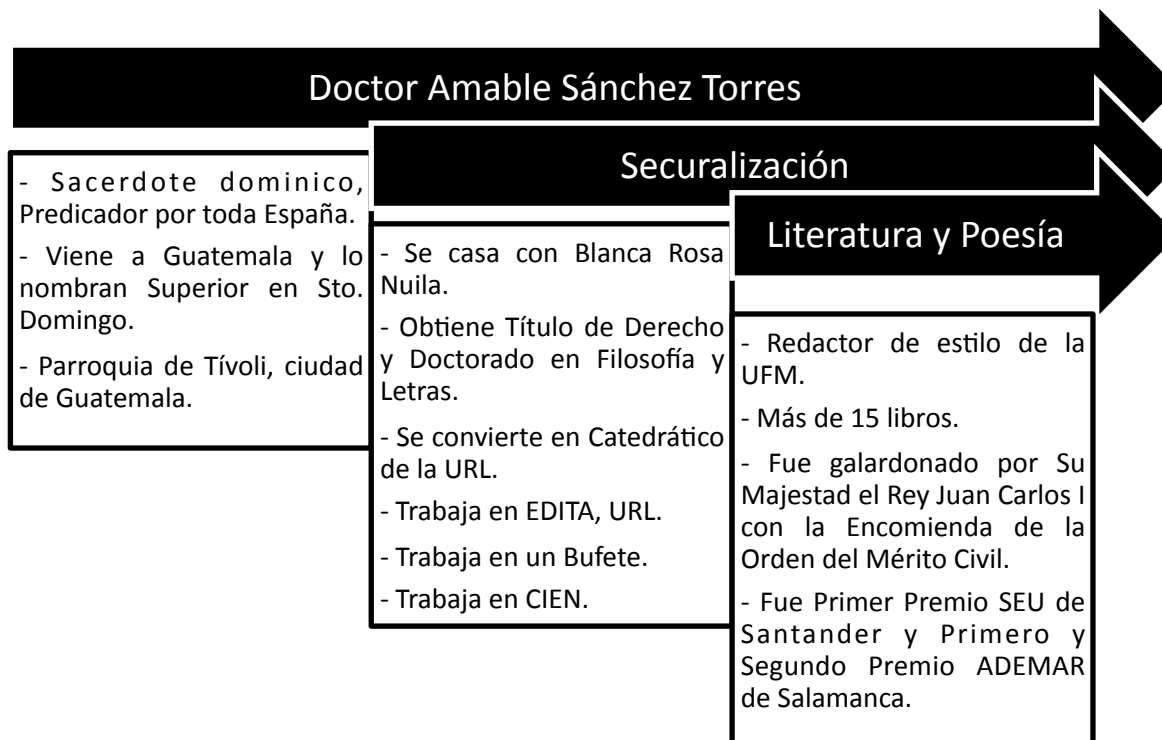 Doctor Amable Sánchez Torres
- Sacerdote dominico,
Predicador por toda España.
- Viene a Guatemala y lo
nombran Superior en Sto.
Domingo.
- Parroquia de Tívoli, ciudad
de Guatemala.
Securalización
- Se casa con Blanca Rosa
Nuila.
- Obtiene Título de Derecho
y Doctorado en Filosofía y
Letras.
- Se convierte en Catedrático
de la URL.
- Trabaja en EDITA, URL.
- Trabaja en un Bufete.
- Trabaja en CIEN.
Literatura y Poesía
- Redactor de estilo de la
UFM.
- Más de 15 libros.
- Fue galardonado por Su
Majestad el Rey Juan Carlos I
con la Encomienda de la
Orden del Mérito Civil.
- Fue Primer Premio SEU de
Santander y Primero y
Segundo Premio ADEMAR
de Salamanca.